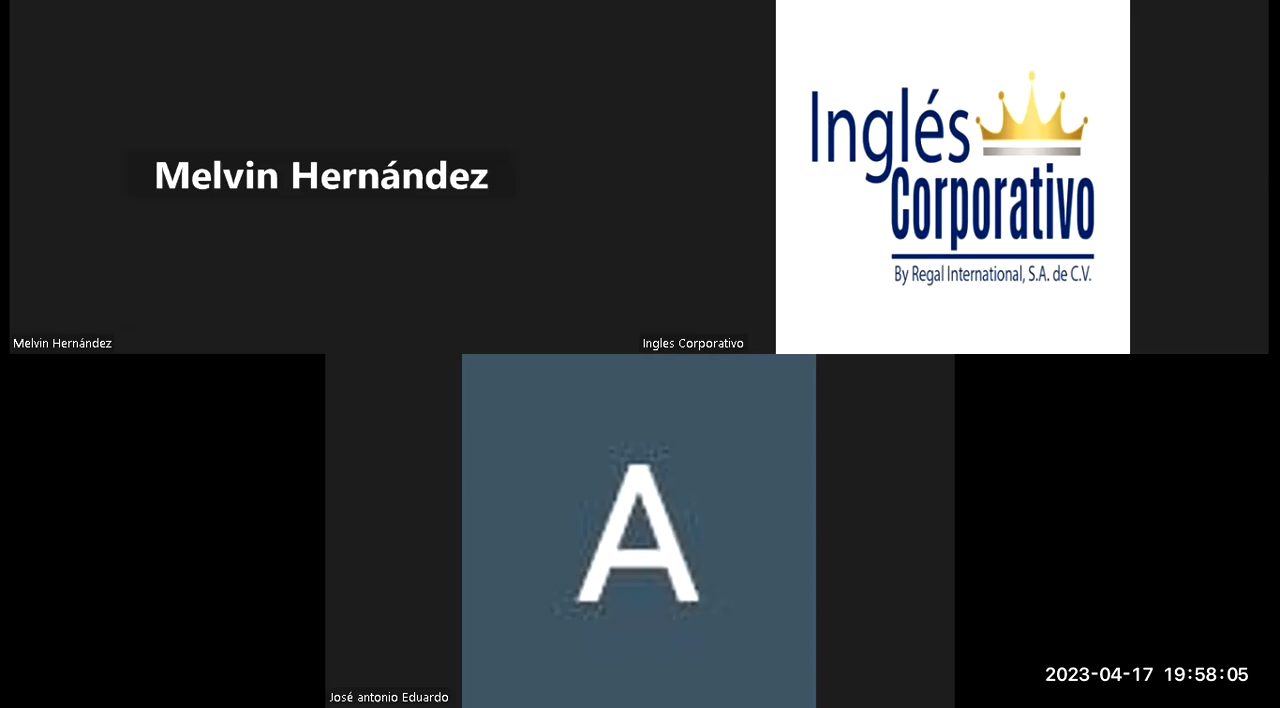 Melvin Hernández
Melvin Hernández
Inglés
Corporativo
By Regal International, S.A. de C.V.
Ingles Corporativo
A
José antonio Eduardo
2023-04-17 19:58:05